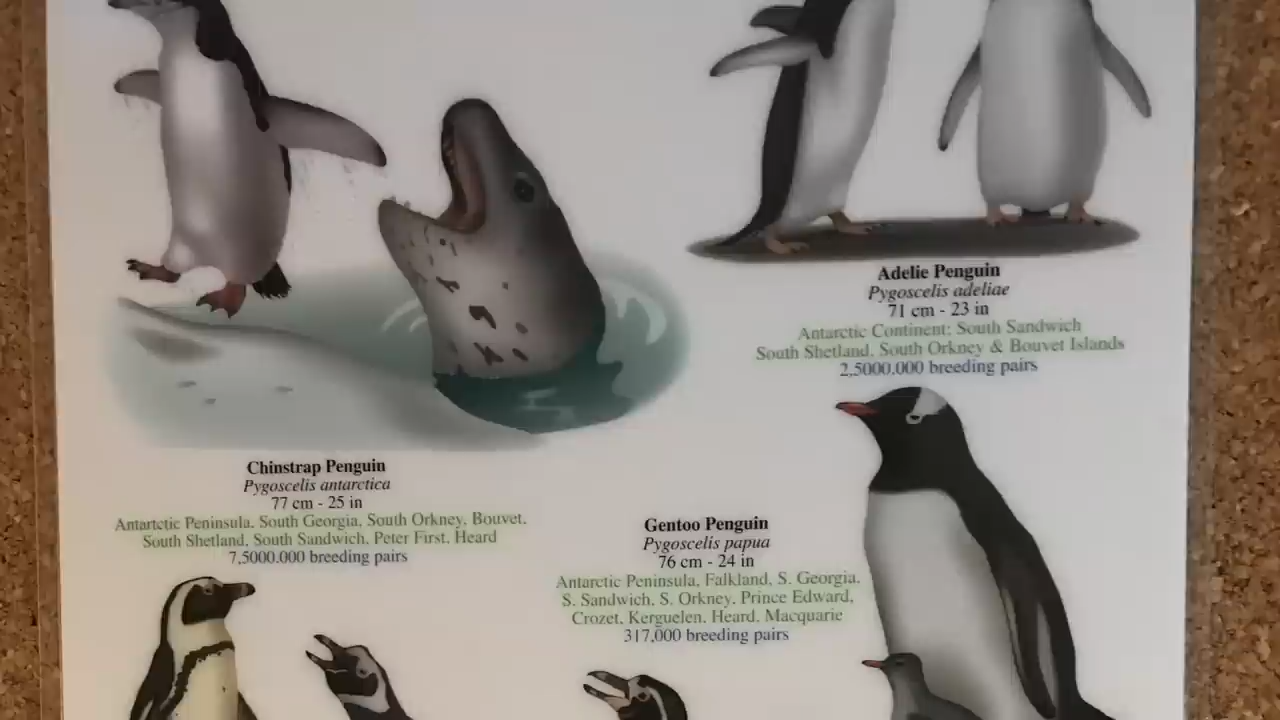 Adelie Penguin
Pygoscelis adeliae
71 cm - 23 in
Antarctic Continent: South Sandwich
South Shetland, South Orkney & Bouvet Islands
2,5000,000 breeding pairs
Chinstrap Penguin
Pygoscelis antarctica
77 cm - 25 in
Antartctic Peninsula, South Georgia, South Orkney, Bouvet,
South Shetland, South Sandwich, Peter First, Heard
7,5000,000 breeding pairs
Gentoo Penguin
Pygoscelis papua
76 cm - 24 in
Antarctic Peninsula, Falkland, S. Georgia,
S. Sandwich, S. Orkney, Prince Edward,
Crozet, Kerguelen, Heard, Macquarie
317,000 breeding pairs